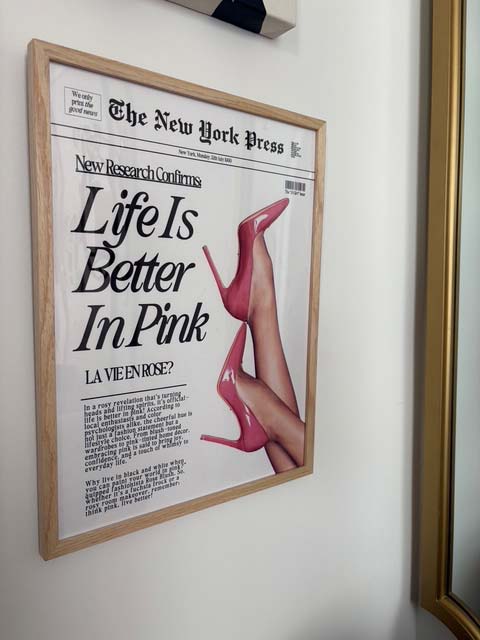 We only
print the
good news
The New York Press
New Research Confirms:
Life Is
Better
In Pink
LA VIE EN ROSE?
In a rosy revelation that's turning
heads and lifting spirits, it's official-
life is better in pink! According to
local enthusiasts and color
psychologists alike, the cheerful hue is
not just a fashion statement but a
lifestyle choice. From blush-toned
wardrobes to pink-tinted home decor,
embracing pink is said to bring joy,
confidence, and a touch of whimsy to
everyday life.
Why live in black and white when
you can paint your world in pink?
quipped fashionista Rose Blush. So,
whether it's a fuchsia frock or a
rosy room makeover, remember:
think pink, live better!